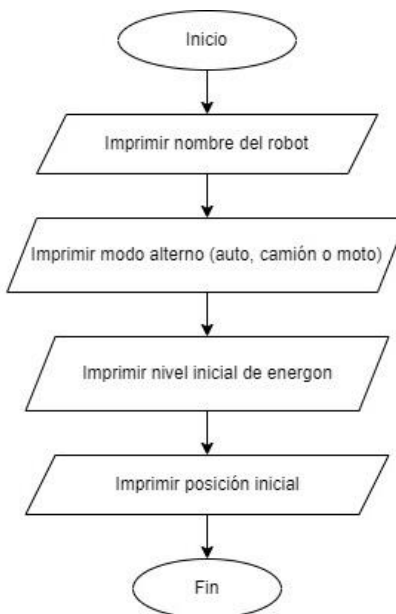 Inicio
Imprimir nombre del robot
Imprimir modo alterno (auto, camión o moto)
Imprimir nivel inicial de energon
Imprimir posición inicial
Fin